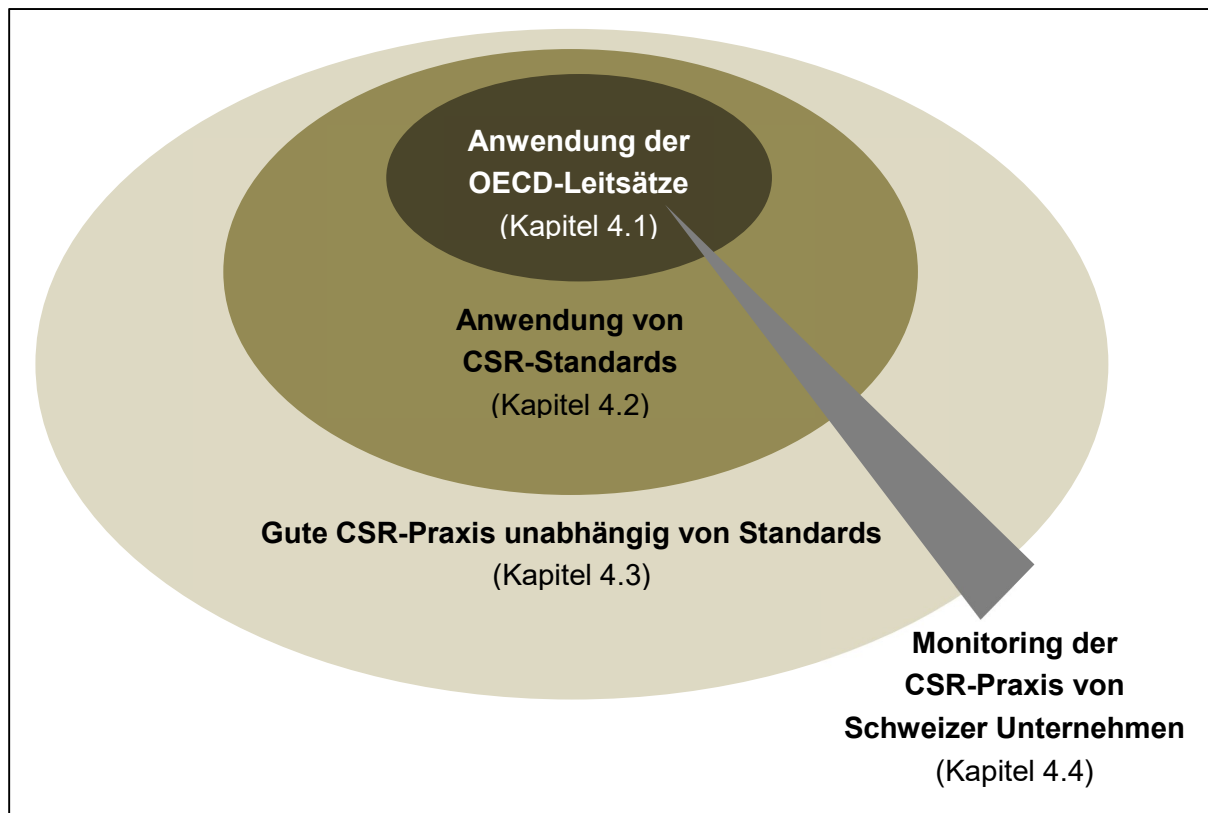 Anwendung der
OECD-Leitsätze
(Kapitel 4.1)
Anwendung von
CSR-Standards
(Kapitel 4.2)
Gute CSR-Praxis unabhängig von Standards
(Kapitel 4.3)
Monitoring der
CSR-Praxis von
Schweizer Unternehmen
(Kapitel 4.4)